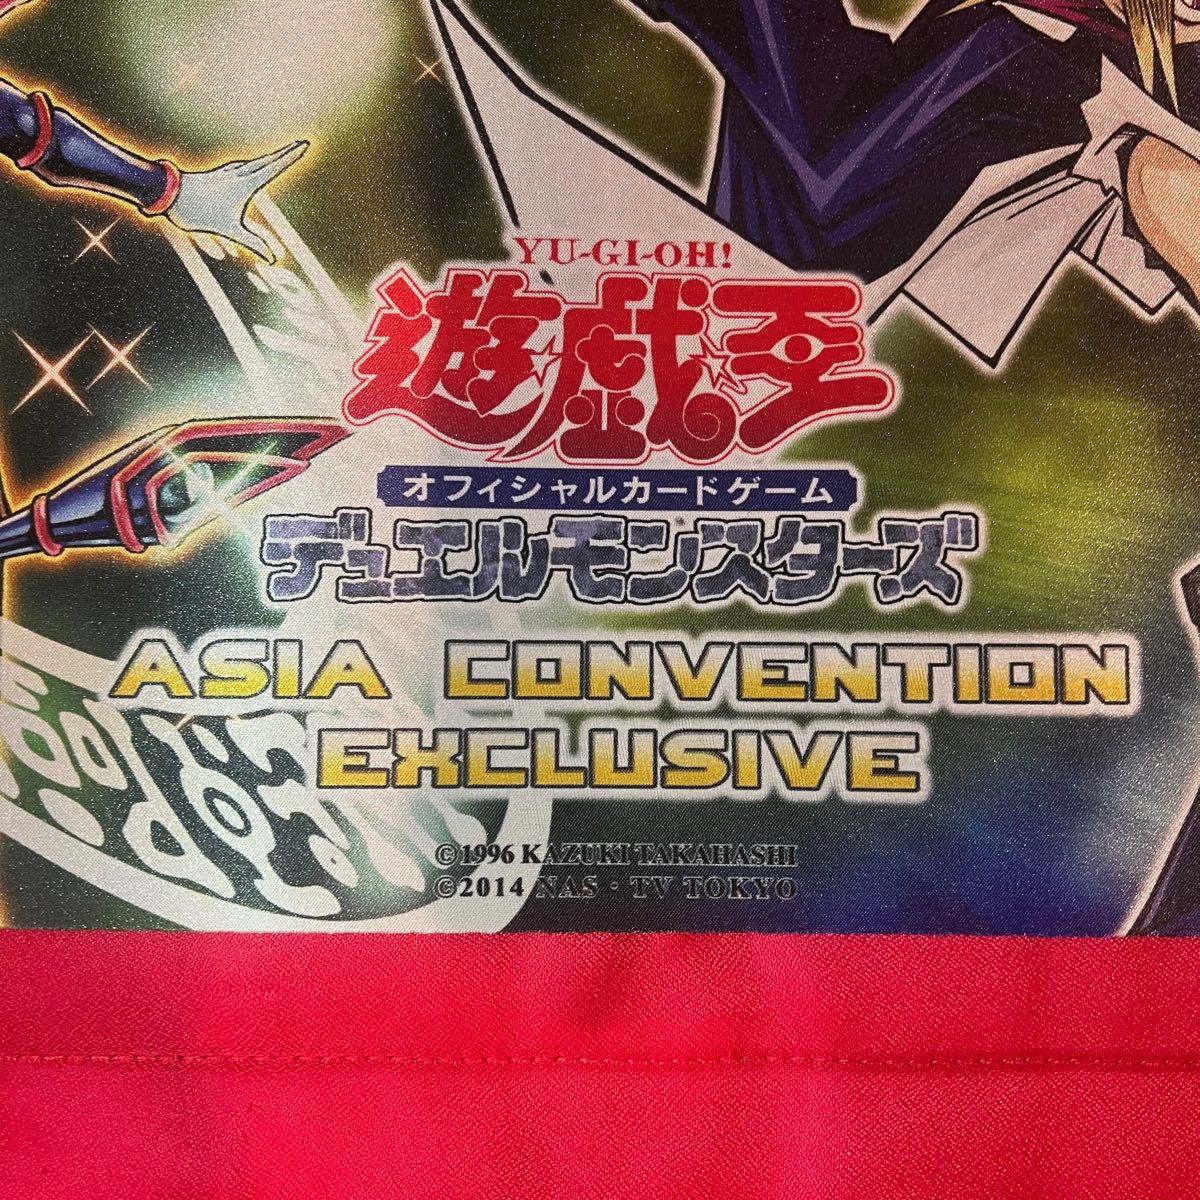 YU-GI-OH!
遊☆戯☆王
オフィシャルカードゲーム
デュエルモンスターズ
ASIA CONVENTION
EXCLUSIVE
©1996 KAZUKI TAKAHASHI
©2014 NAS・TV TOKYO